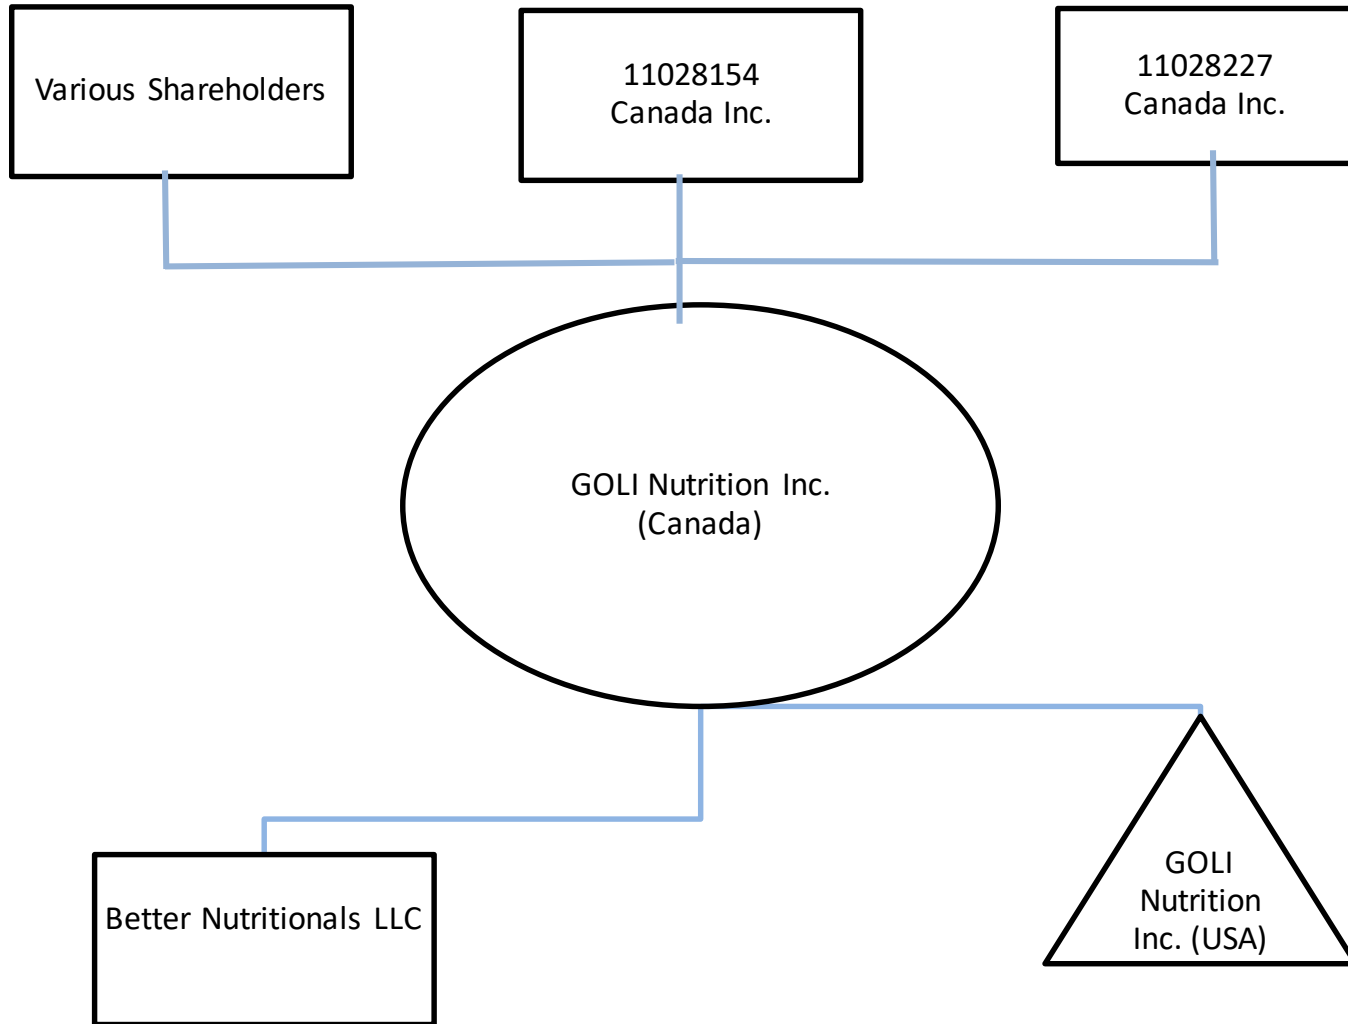 Various Shareholders
11028154
Canada Inc.
11028227
Canada Inc.
GOLI Nutrition Inc.
(Canada)
Better Nutritionals LLC
GOLI
Nutrition
Inc. (USA)